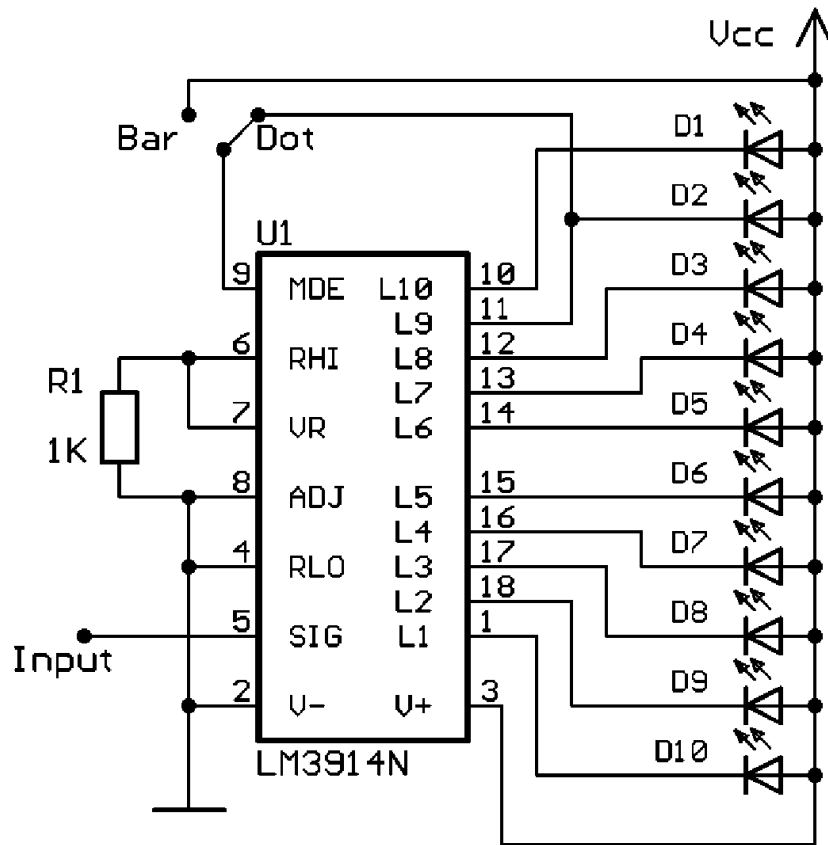 Vcc
Bar
Dot
D1
D2
U1
D3
9 MDE L10 10
L9 11
D4
6 RHI L8 12
R1
L7 13
D5
1K
7 VR L6 14
D6
8 ADJ L5 15
L4 16
D7
4 RLO L3 17
L2 18
D8
5 SIG L1 1
Input
D9
2 V- V+ 3
D10
LM3914N